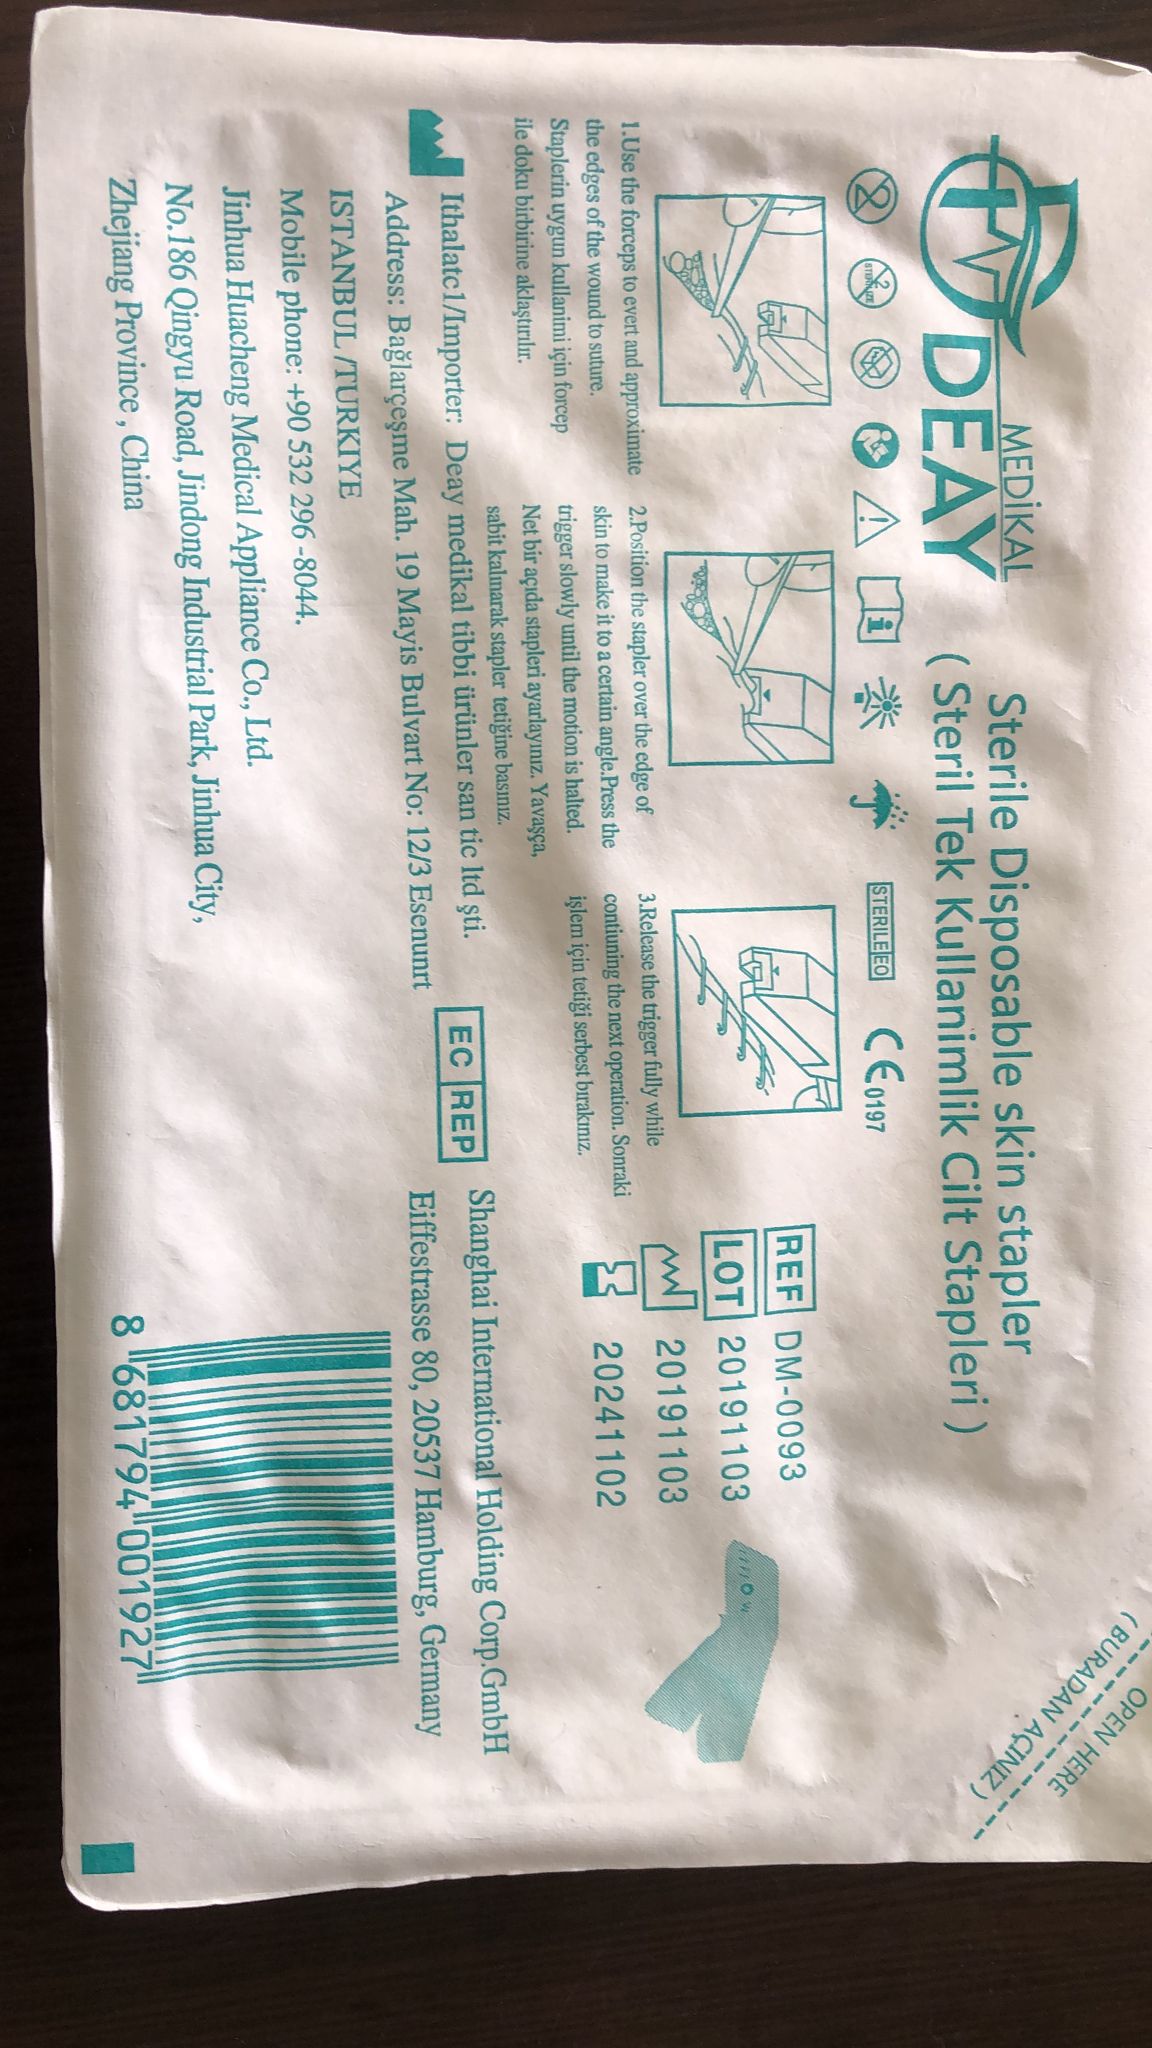 MEDİKAL
DEAY
Sterile Disposable skin stapler
( Steril Tek Kullanimlik Cilt Stapleri )
STERILE EO
CE 0197
REF DM-0093
LOT 20191103
20191103
20241102
1.Use the forceps to evert and approximate
the edges of the wound to suture.
Staplerin uygun kullanimi için forcep
ile doku birbirine aklaştırılır.
2.Position the stapler over the edge of
skin to make it to a certain angle.Press the
trigger slowly until the motion is halted.
Net bir açıda stapleri ayarlayınız. Yavaşça,
sabit kalınarak stapler tetiğine basınız.
3.Release the trigger fully while
contiuning the next operation. Sonraki
işlem için tetiği serbest bırakınız.
Ithalatc1/Importer: Deay medikal tibbi ürünler san tic ltd şti.
Address: Bağlarçeşme Mah. 19 Mayis Bulvart No: 12/3 Esenunrt
ISTANBUL /TURKIYE
Mobile phone: +90 532 296 -8044.
Jinhua Huacheng Medical Appliance Co., Ltd.
No.186 Qingyu Road, Jindong Industrial Park, Jinhua City,
Zhejiang Province , China
EC REP
Shanghai International Holding Corp.GmbH
Eiffestrasse 80, 20537 Hamburg, Germany
8 681794 001927
OPEN HERE
( BURADAN AÇINIZ )